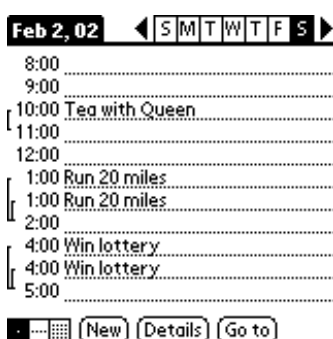 Feb 2, 02 S M T W T F S
8:00
9:00
10:00 Tea with Queen
11:00
12:00
1:00 Run 20 miles
1:00 Run 20 miles
2:00
4:00 Win lottery
4:00 Win lottery
5:00
New Details Go to